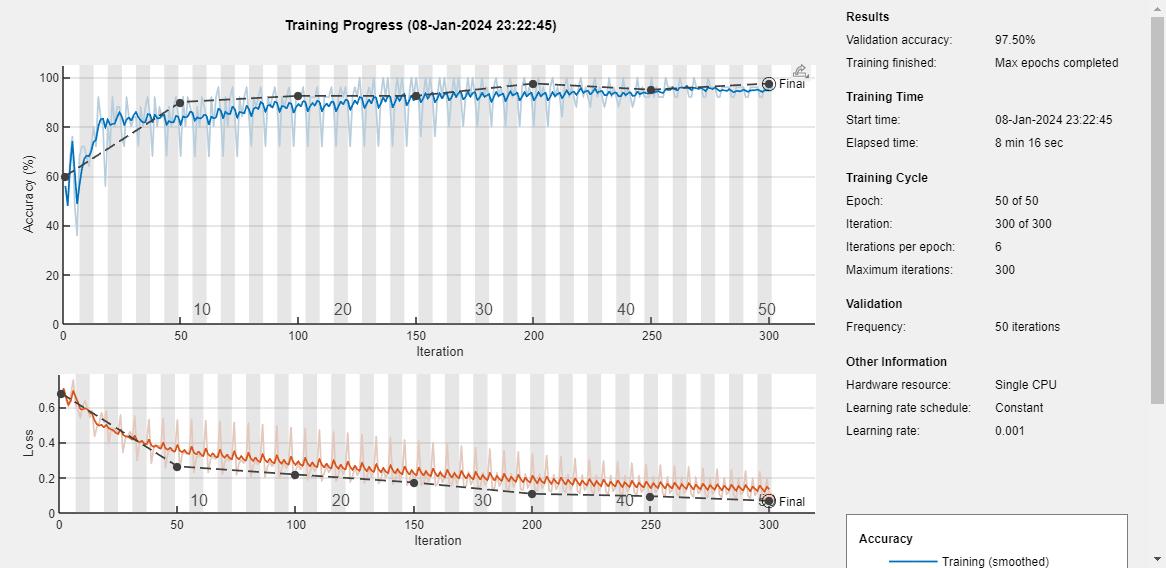 Training Progress (08-Jan-2024 23:22:45)
Accuracy (%)
100
80
60
40
20
0
10
20
30
40
50
Final
0
50
100
150
200
250
300
Iteration
Loss
0.6
0.4
0.2
0
10
20
30
40
Final
0
50
100
150
200
250
300
Iteration
Results
Validation accuracy: 97.50%
Training finished: Max epochs completed
Training Time
Start time: 08-Jan-2024 23:22:45
Elapsed time: 8 min 16 sec
Training Cycle
Epoch: 50 of 50
Iteration: 300 of 300
Iterations per epoch: 6
Maximum iterations: 300
Validation
Frequency: 50 iterations
Other Information
Hardware resource: Single CPU
Learning rate schedule: Constant
Learning rate: 0.001
Accuracy
Training (smoothed)